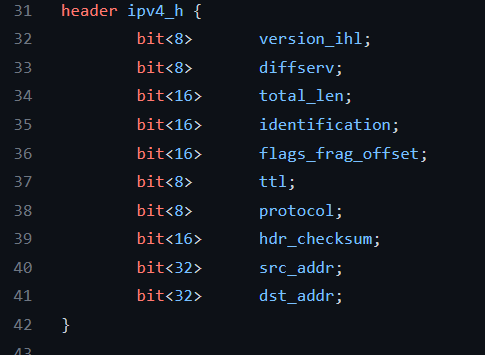 31 header ipv4_h {
32 bit<8> version_ihl;
33 bit<8> diffserv;
34 bit<16> total_len;
35 bit<16> identification;
36 bit<16> flags_frag_offset;
37 bit<8> ttl;
38 bit<8> protocol;
39 bit<16> hdr_checksum;
40 bit<32> src_addr;
41 bit<32> dst_addr;
42 }
43